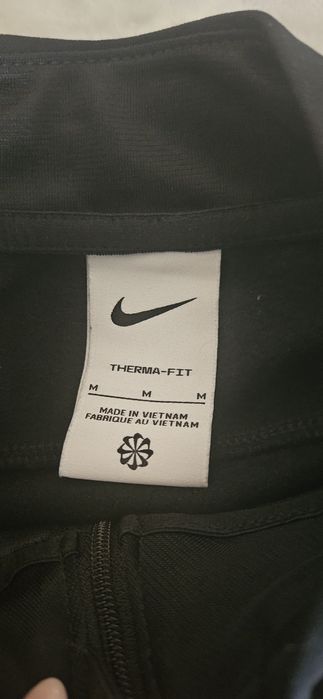 THERMA-FIT
M M M
MADE IN VIETNAM
FABRIQUE AU VIETNAM